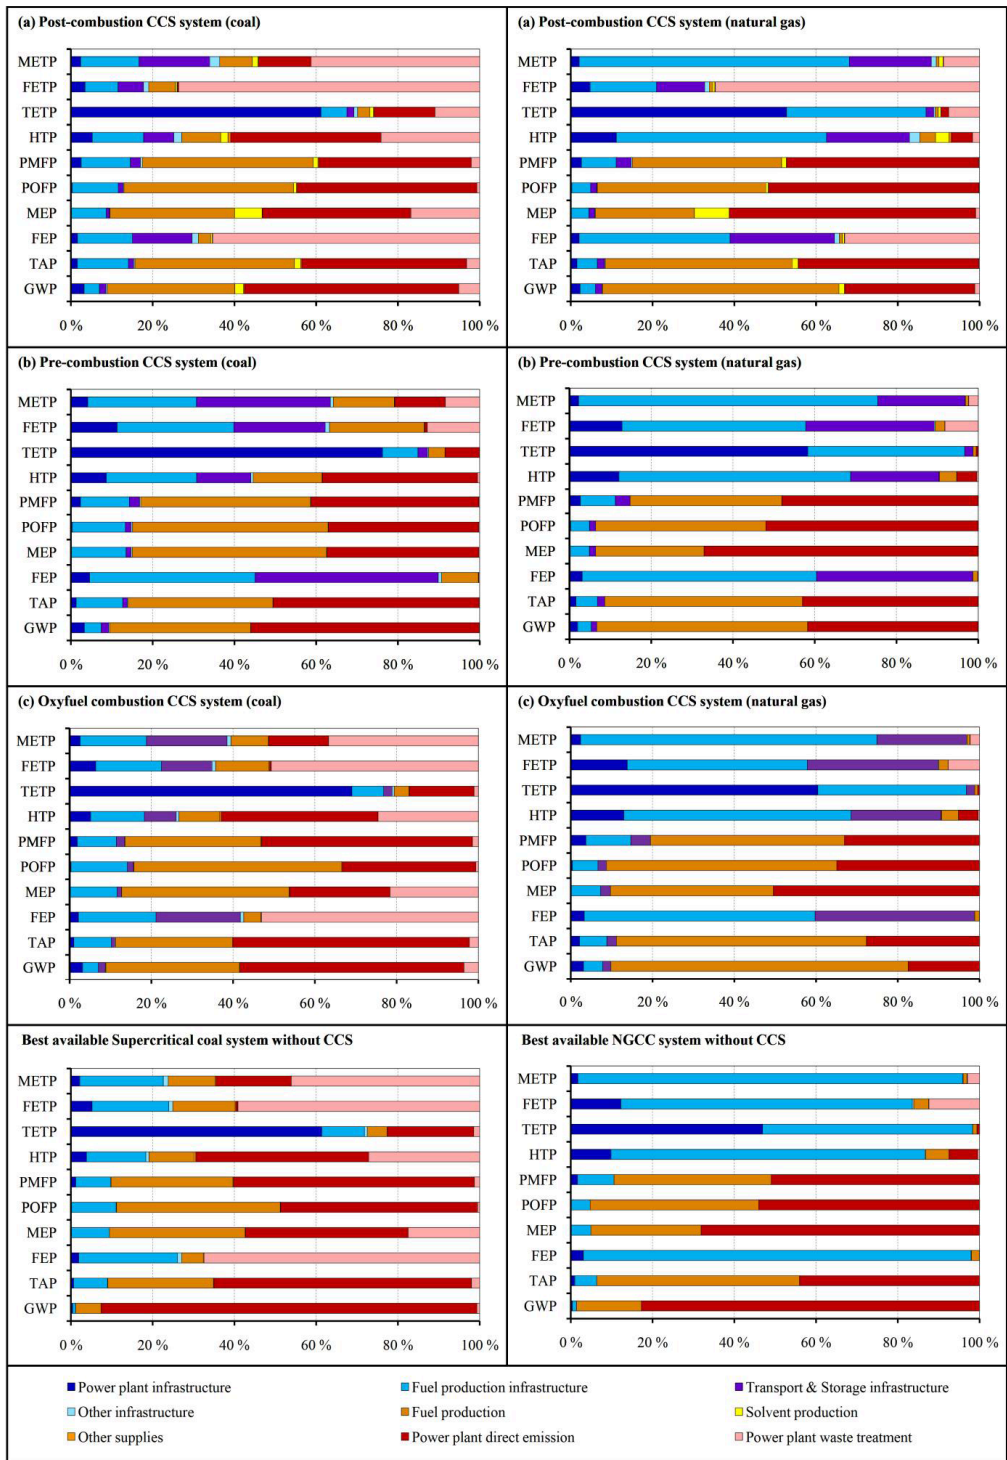 (a) Post-combustion CCS system (coal)
METP
FETP
TETP
HTP
PMFP
POFP
MEP
FEP
TAP
GWP
0 % 20 % 40 % 60 % 80 % 100 %
(a) Post-combustion CCS system (natural gas)
METP
FETP
TETP
HTP
PMFP
POFP
MEP
FEP
TAP
GWP
0 % 20 % 40 % 60 % 80 % 100 %
(b) Pre-combustion CCS system (coal)
METP
FETP
TETP
HTP
PMFP
POFP
MEP
FEP
TAP
GWP
0 % 20 % 40 % 60 % 80 % 100 %
(b) Pre-combustion CCS system (natural gas)
METP
FETP
TETP
HTP
PMFP
POFP
MEP
FEP
TAP
GWP
0 % 20 % 40 % 60 % 80 % 100 %
(c) Oxyfuel combustion CCS system (coal)
METP
FETP
TETP
HTP
PMFP
POFP
MEP
FEP
TAP
GWP
0 % 20 % 40 % 60 % 80 % 100 %
(c) Oxyfuel combustion CCS system (natural gas)
METP
FETP
TETP
HTP
PMFP
POFP
MEP
FEP
TAP
GWP
0 % 20 % 40 % 60 % 80 % 100 %
Best available Supercritical coal system without CCS
METP
FETP
TETP
HTP
PMFP
POFP
MEP
FEP
TAP
GWP
0 % 20 % 40 % 60 % 80 % 100 %
Best available NGCC system without CCS
METP
FETP
TETP
HTP
PMFP
POFP
MEP
FEP
TAP
GWP
0 % 20 % 40 % 60 % 80 % 100 %
Power plant infrastructure
Fuel production infrastructure
Transport & Storage infrastructure
Other infrastructure
Fuel production
Solvent production
Other supplies
Power plant direct emission
Power plant waste treatment